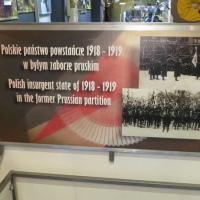 Polskie państwo powstańcze 1918 - 1919
w byłym zaborze pruskim
Polish insurgent state of 1918 - 1919
in the former Prussian partition